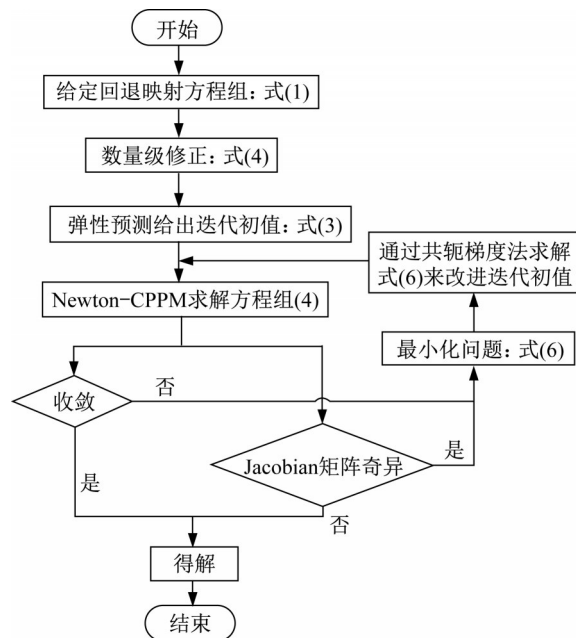 开始
给定回退映射方程组：式(1)
数量级修正：式(4)
弹性预测给出迭代初值：式(3)
通过共轭梯度法求解
式(6)来改进迭代初值
Newton-CPPM求解方程组(4)
最小化问题：式(6)
收敛
否
Jacobian矩阵奇异
是
是
否
得解
结束